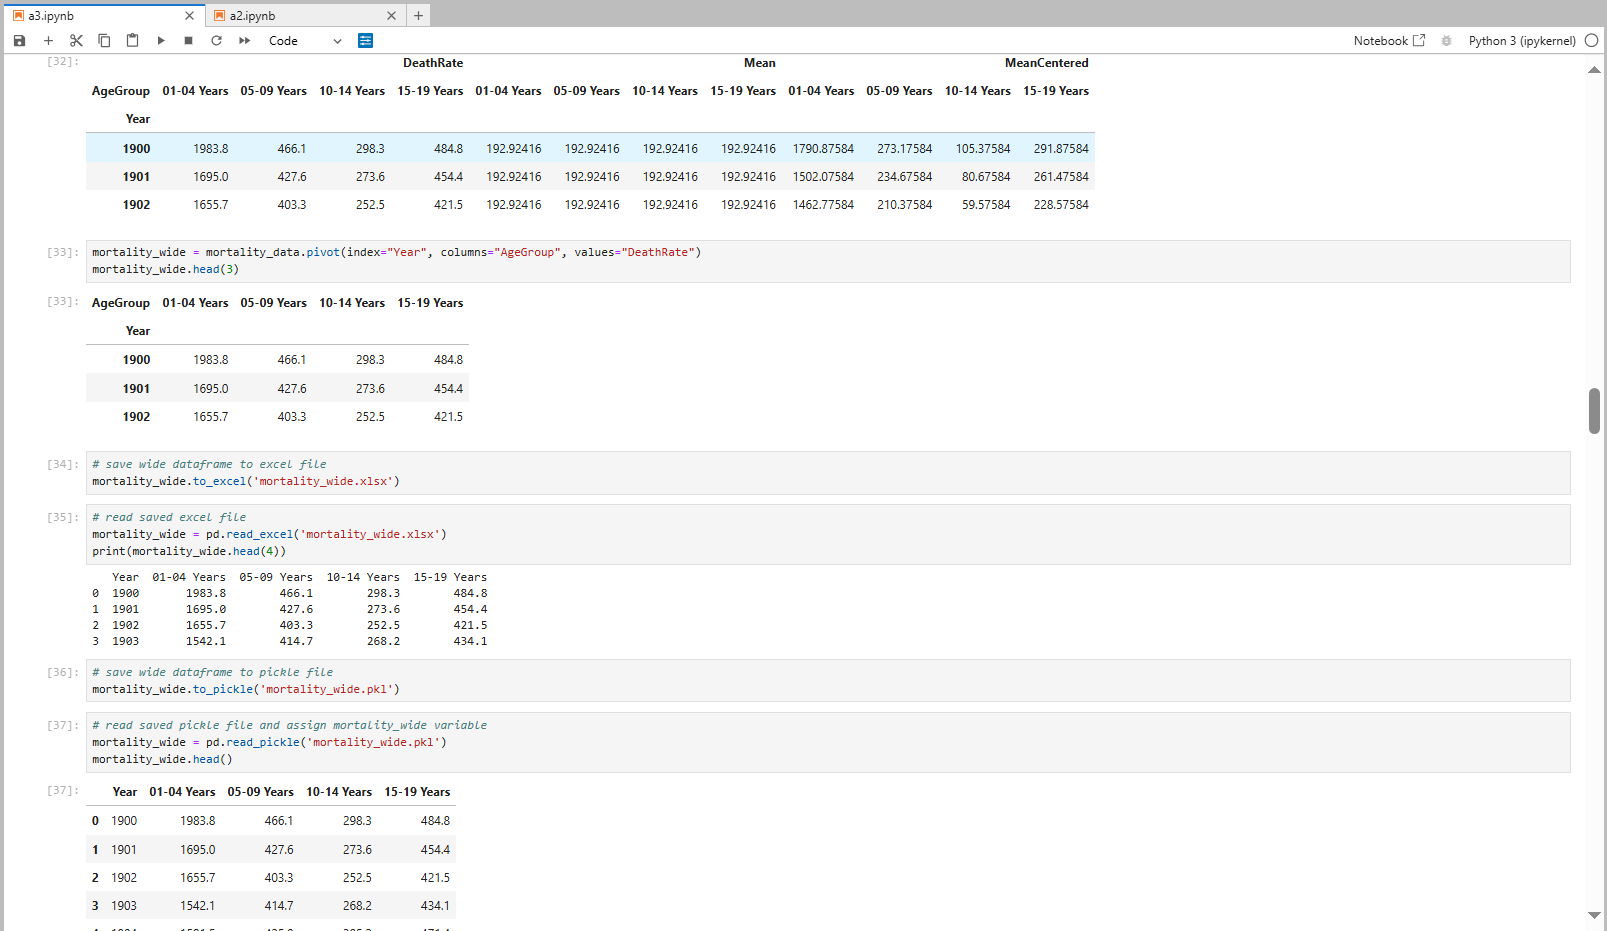 a3.ipynb
a2.ipynb
Code
Notebook
Python 3 (ipykernel)
[32]:
DeathRate Mean MeanCentered
AgeGroup 01-04 Years 05-09 Years 10-14 Years 15-19 Years 01-04 Years 05-09 Years 10-14 Years 15-19 Years 01-04 Years 05-09 Years 10-14 Years 15-19 Years
Year
1900 1983.8 466.1 298.3 484.8 192.92416 192.92416 192.92416 192.92416 1790.87584 273.17584 105.37584 291.87584
1901 1695.0 427.6 273.6 454.4 192.92416 192.92416 192.92416 192.92416 1502.07584 234.67584 80.67584 261.47584
1902 1655.7 403.3 252.5 421.5 192.92416 192.92416 192.92416 192.92416 1462.77584 210.37584 59.57584 228.57584
[33]: mortality_wide = mortality_data.pivot(index="Year", columns="AgeGroup", values="DeathRate")
mortality_wide.head(3)
[33]: AgeGroup 01-04 Years 05-09 Years 10-14 Years 15-19 Years
Year
1900 1983.8 466.1 298.3 484.8
1901 1695.0 427.6 273.6 454.4
1902 1655.7 403.3 252.5 421.5
[34]: # save wide dataframe to excel file
mortality_wide.to_excel('mortality_wide.xlsx')
[35]: # read saved excel file
mortality_wide = pd.read_excel('mortality_wide.xlsx')
print(mortality_wide.head(4))
Year 01-04 Years 05-09 Years 10-14 Years 15-19 Years
0 1900 1983.8 466.1 298.3 484.8
1 1901 1695.0 427.6 273.6 454.4
2 1902 1655.7 403.3 252.5 421.5
3 1903 1542.1 414.7 268.2 434.1
[36]: # save wide dataframe to pickle file
mortality_wide.to_pickle('mortality_wide.pkl')
[37]: # read saved pickle file and assign mortality_wide variable
mortality_wide = pd.read_pickle('mortality_wide.pkl')
mortality_wide.head()
[37]: Year 01-04 Years 05-09 Years 10-14 Years 15-19 Years
0 1900 1983.8 466.1 298.3 484.8
1 1901 1695.0 427.6 273.6 454.4
2 1902 1655.7 403.3 252.5 421.5
3 1903 1542.1 414.7 268.2 434.1